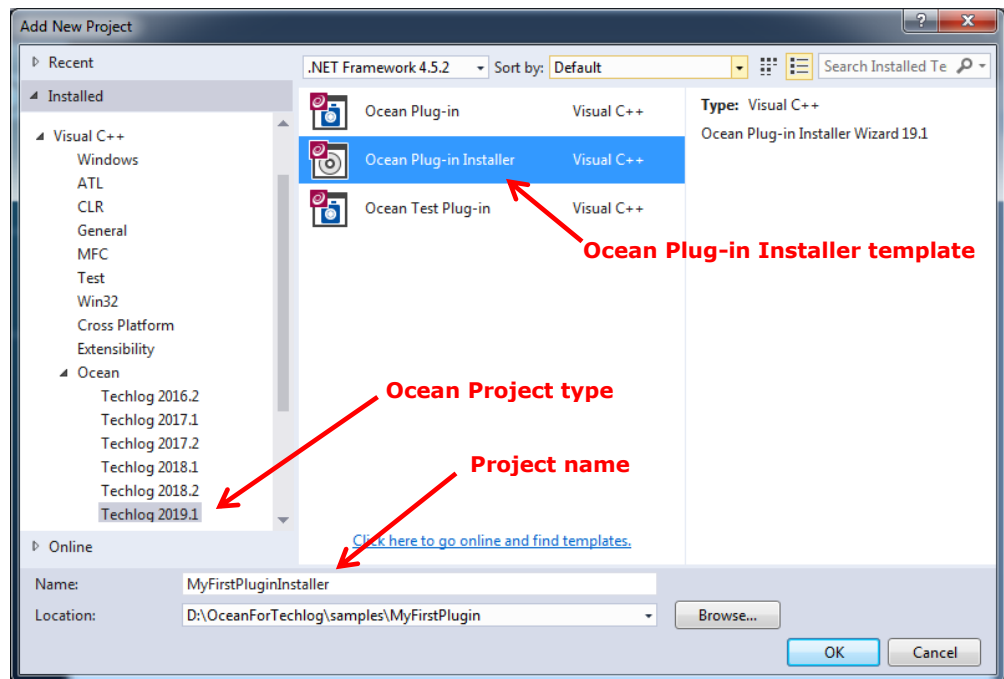 Add New Project
?
Recent
.NET Framework 4.5.2
Sort by:
Default
Search Installed Te
Installed
Visual C++
Windows
ATL
CLR
General
MFC
Test
Win32
Cross Platform
Extensibility
Ocean
Techlog 2016.2
Techlog 2017.1
Techlog 2017.2
Techlog 2018.1
Techlog 2018.2
Techlog 2019.1
Online
Ocean Plug-in Visual C++
Ocean Plug-in Installer Visual C++
Ocean Test Plug-in Visual C++
Type: Visual C++
Ocean Plug-in Installer Wizard 19.1
Ocean Plug-in Installer template
Ocean Project type
Project name
Click here to go online and find templates.
Name: MyFirstPluginInstaller
Location: D:\OceanForTechlog\samples\MyFirstPlugin
Browse...
OK
Cancel